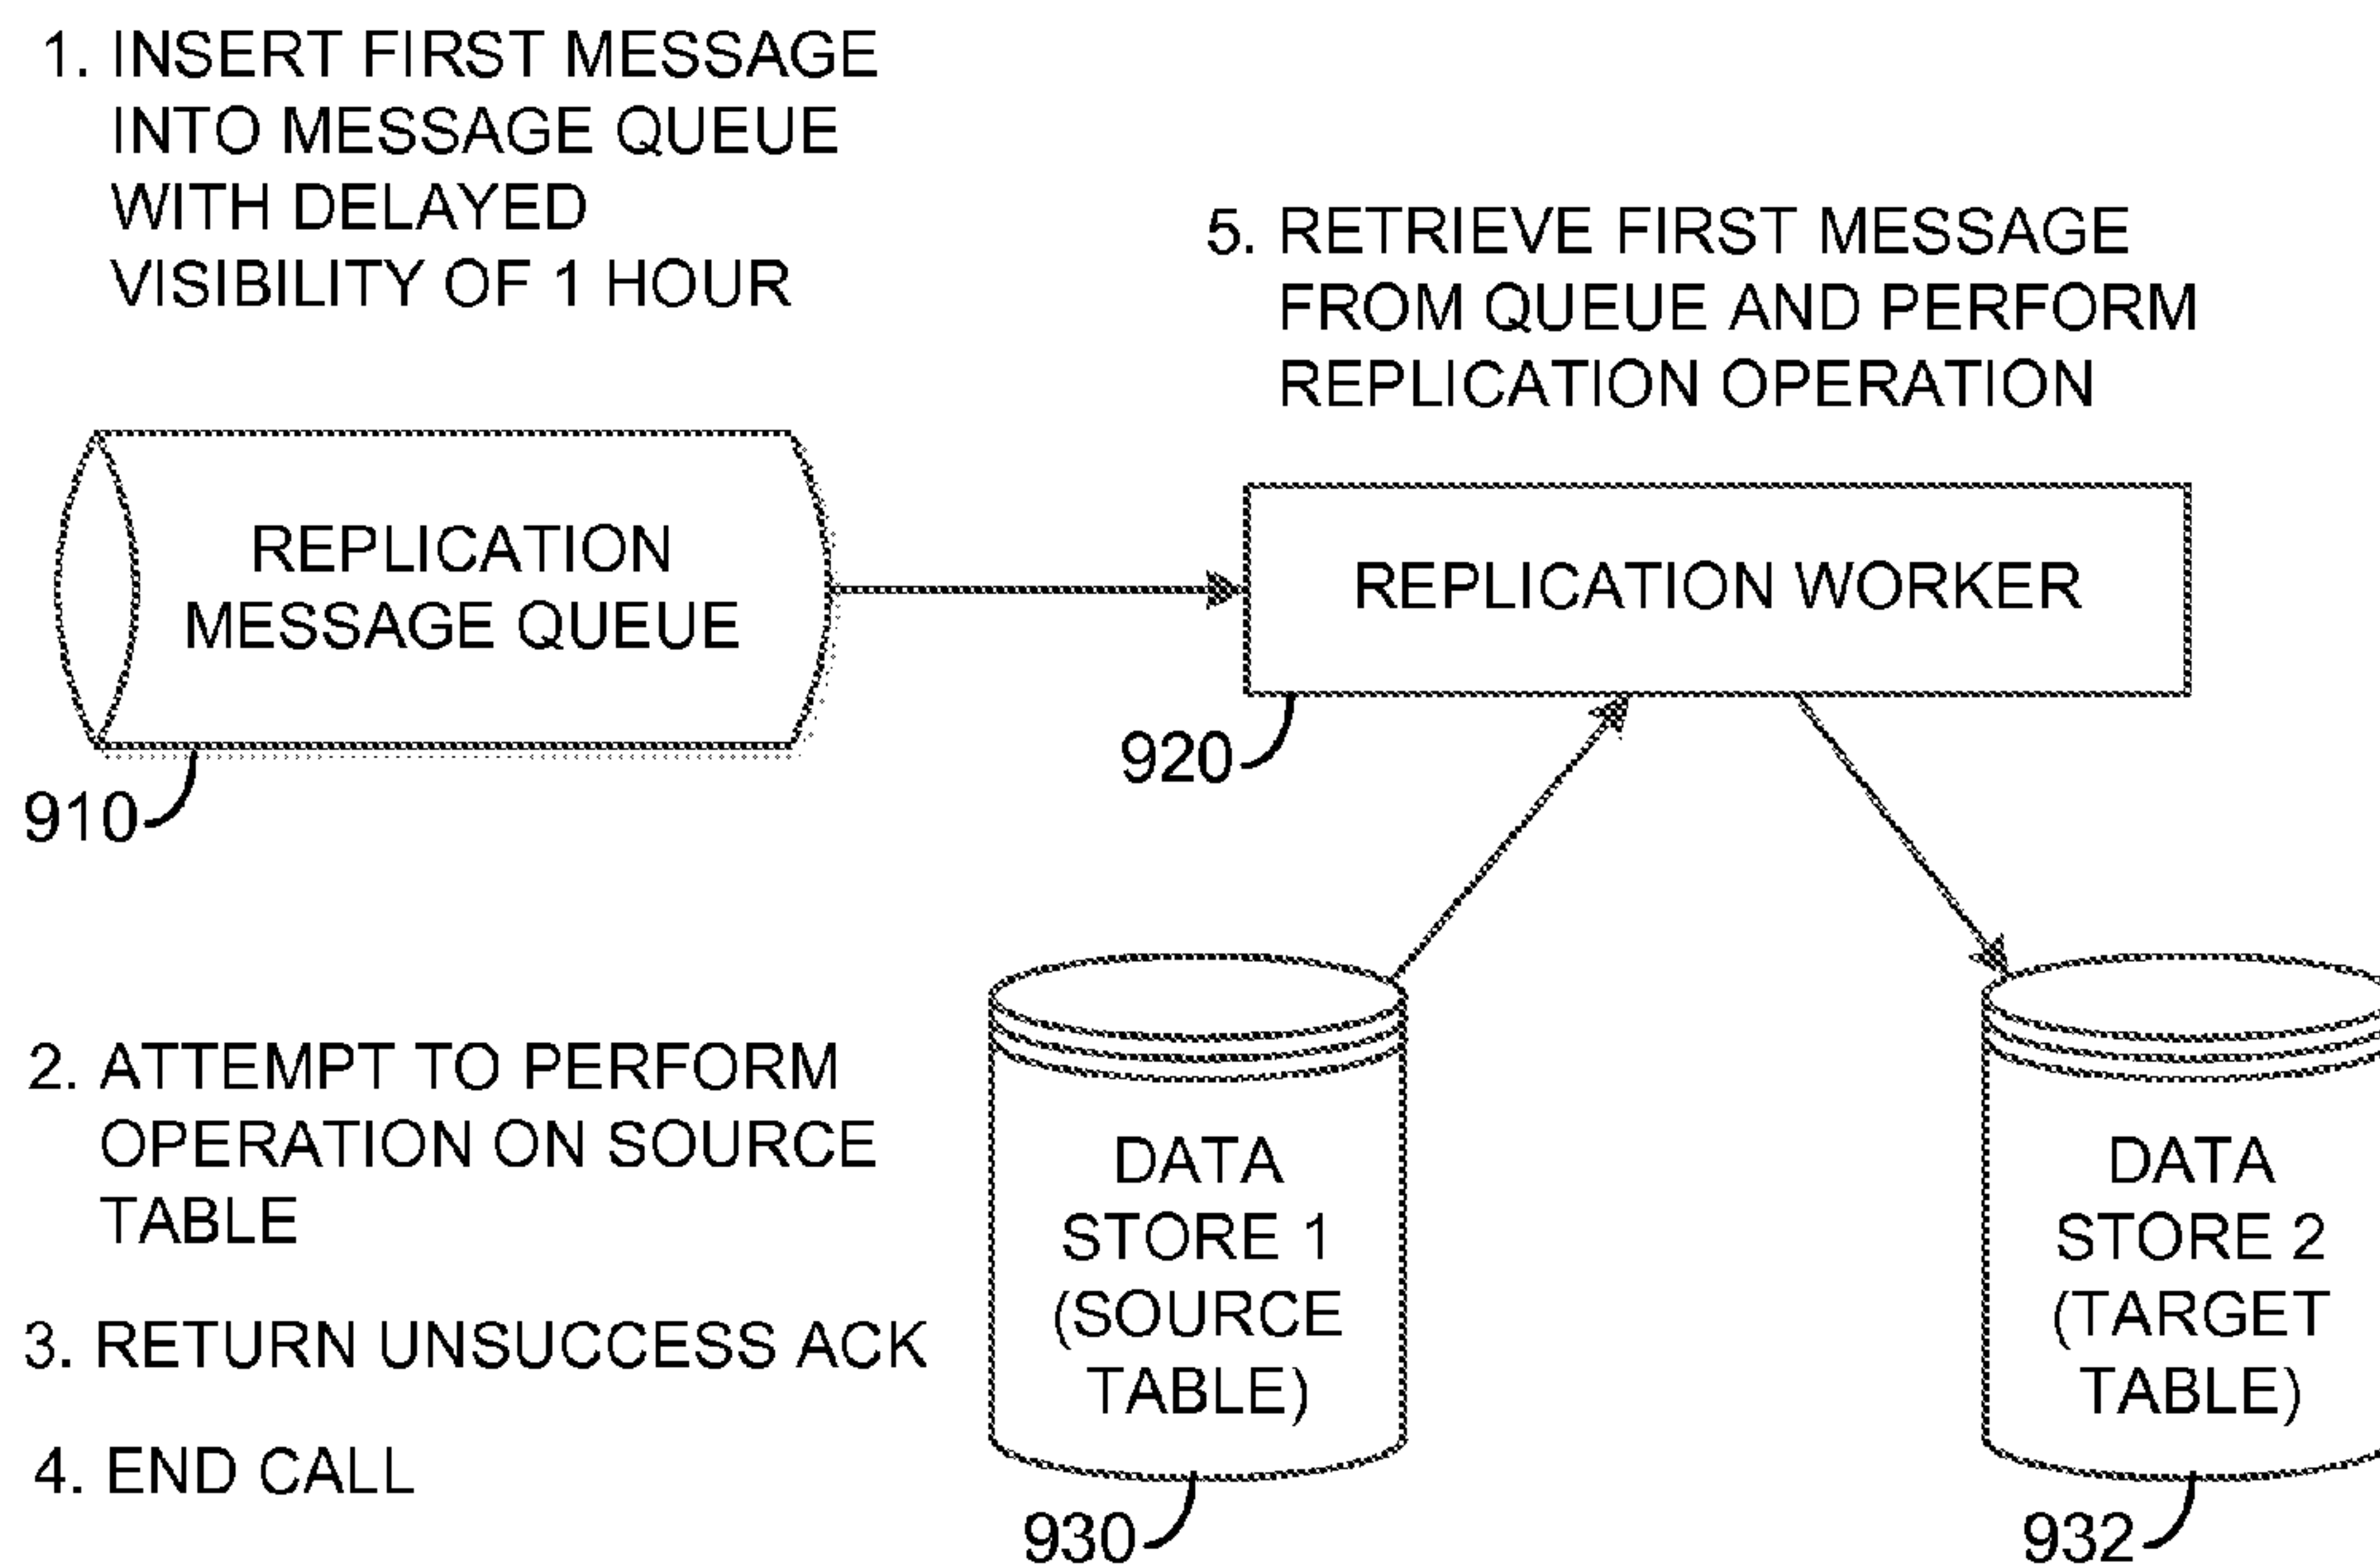 1. INSERT FIRST MESSAGE
INTO MESSAGE QUEUE
WITH DELAYED
VISIBILITY OF 1 HOUR
5. RETRIEVE FIRST MESSAGE
FROM QUEUE AND PERFORM
REPLICATION OPERATION
REPLICATION
MESSAGE QUEUE
910
REPLICATION WORKER
920
2. ATTEMPT TO PERFORM
OPERATION ON SOURCE
TABLE
3. RETURN UNSUCCESS ACK
4. END CALL
DATA
STORE 1
(SOURCE
TABLE)
930
DATA
STORE 2
(TARGET
TABLE)
932